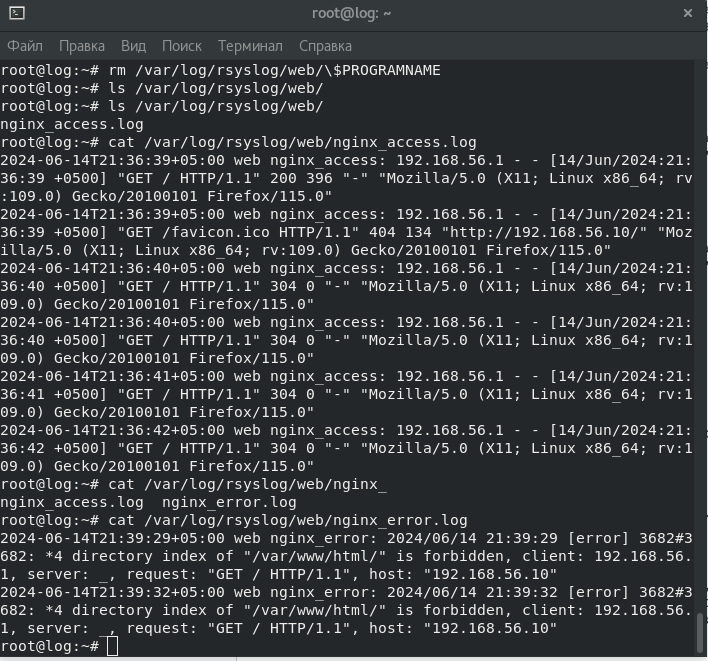 root@log: ~
Файл Правка Вид Поиск Терминал Справка
root@log:~# rm /var/log/rsyslog/web/\$PROGRAMNAME
root@log:~# ls /var/log/rsyslog/web/
root@log:~# ls /var/log/rsyslog/web/
nginx_access.log
root@log:~# cat /var/log/rsyslog/web/nginx_access.log
2024-06-14T21:36:39+05:00 web nginx_access: 192.168.56.1 - - [14/Jun/2024:21:
36:39 +0500] "GET / HTTP/1.1" 200 396 "-" "Mozilla/5.0 (X11; Linux x86_64; rv
:109.0) Gecko/20100101 Firefox/115.0"
2024-06-14T21:36:39+05:00 web nginx_access: 192.168.56.1 - - [14/Jun/2024:21:
36:39 +0500] "GET /favicon.ico HTTP/1.1" 404 134 "http://192.168.56.10/" "Moz
illa/5.0 (X11; Linux x86_64; rv:109.0) Gecko/20100101 Firefox/115.0"
2024-06-14T21:36:40+05:00 web nginx_access: 192.168.56.1 - - [14/Jun/2024:21:
36:40 +0500] "GET / HTTP/1.1" 304 0 "-" "Mozilla/5.0 (X11; Linux x86_64; rv:1
09.0) Gecko/20100101 Firefox/115.0"
2024-06-14T21:36:40+05:00 web nginx_access: 192.168.56.1 - - [14/Jun/2024:21:
36:40 +0500] "GET / HTTP/1.1" 304 0 "-" "Mozilla/5.0 (X11; Linux x86_64; rv:1
09.0) Gecko/20100101 Firefox/115.0"
2024-06-14T21:36:41+05:00 web nginx_access: 192.168.56.1 - - [14/Jun/2024:21:
36:41 +0500] "GET / HTTP/1.1" 304 0 "-" "Mozilla/5.0 (X11; Linux x86_64; rv:1
09.0) Gecko/20100101 Firefox/115.0"
2024-06-14T21:36:42+05:00 web nginx_access: 192.168.56.1 - - [14/Jun/2024:21:
36:42 +0500] "GET / HTTP/1.1" 304 0 "-" "Mozilla/5.0 (X11; Linux x86_64; rv:1
09.0) Gecko/20100101 Firefox/115.0"
root@log:~# cat /var/log/rsyslog/web/nginx_
nginx_access.log  nginx_error.log
root@log:~# cat /var/log/rsyslog/web/nginx_error.log
2024-06-14T21:39:29+05:00 web nginx_error: 2024/06/14 21:39:29 [error] 3682#3
682: *4 directory index of "/var/www/html/" is forbidden, client: 192.168.56.
1, server: _, request: "GET / HTTP/1.1", host: "192.168.56.10"
2024-06-14T21:39:32+05:00 web nginx_error: 2024/06/14 21:39:32 [error] 3682#3
682: *4 directory index of "/var/www/html/" is forbidden, client: 192.168.56.
1, server: _, request: "GET / HTTP/1.1", host: "192.168.56.10"
root@log:~#